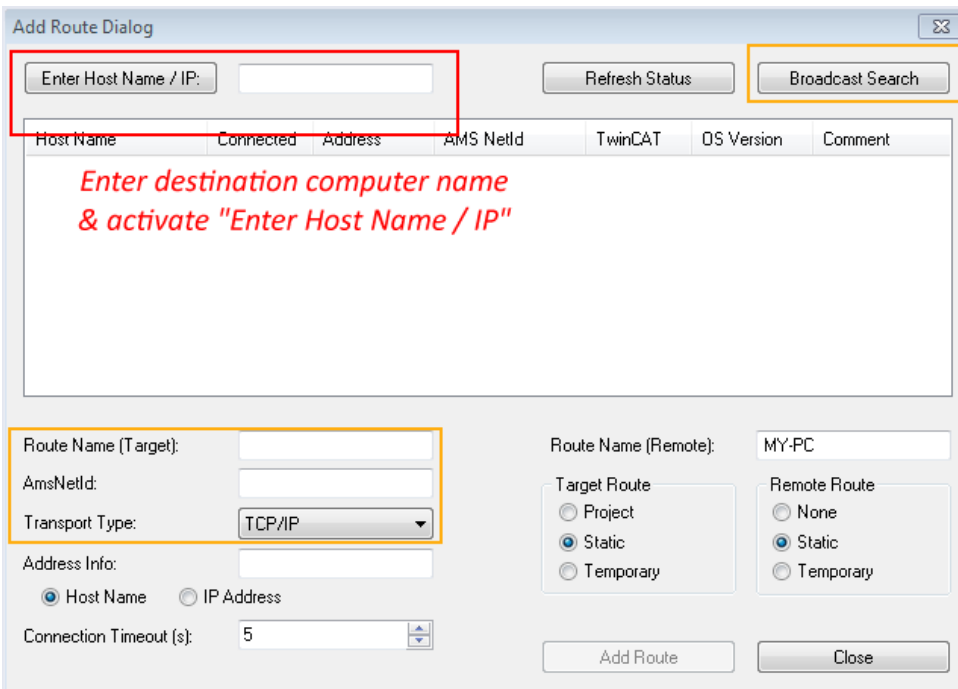 Add Route Dialog
Enter Host Name / IP:
Refresh Status
Broadcast Search
Host Name Connected Address AMS NetId TwinCAT OS Version Comment
Enter destination computer name
& activate "Enter Host Name / IP"
Route Name (Target):
Route Name (Remote): MY-PC
AmsNetId:
Target Route
Remote Route
Transport Type: TCP/IP
Project
None
Static
Static
Address Info:
Temporary
Temporary
Host Name IP Address
Connection Timeout (s): 5
Add Route
Close